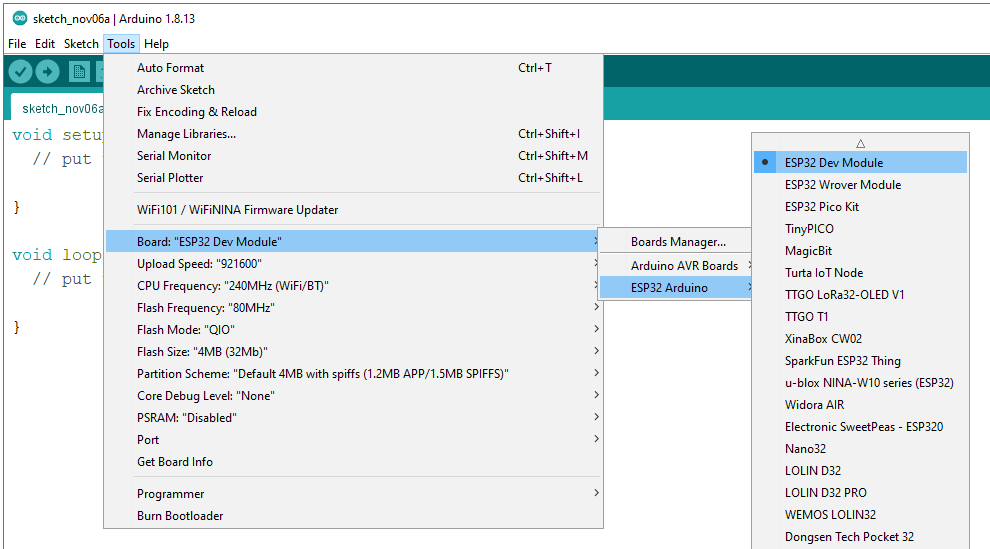 sketch_nov06a | Arduino 1.8.13
File Edit Sketch Tools Help
sketch_nov06a
void setup
// put
}
void loop
// put
}
Auto Format Ctrl+T
Archive Sketch
Fix Encoding & Reload
Manage Libraries... Ctrl+Shift+I
Serial Monitor Ctrl+Shift+M
Serial Plotter Ctrl+Shift+L
WiFi101 / WiFiNINA Firmware Updater
Board: "ESP32 Dev Module"
Upload Speed: "921600"
CPU Frequency: "240MHz (WiFi/BT)"
Flash Frequency: "80MHz"
Flash Mode: "QIO"
Flash Size: "4MB (32Mb)"
Partition Scheme: "Default 4MB with spiffs (1.2MB APP/1.5MB SPIFFS)"
Core Debug Level: "None"
PSRAM: "Disabled"
Port
Get Board Info
Programmer
Burn Bootloader
Boards Manager...
Arduino AVR Boards
ESP32 Arduino
ESP32 Dev Module
ESP32 Wrover Module
ESP32 Pico Kit
TinyPICO
MagicBit
Turta IoT Node
TTGO LoRa32-OLED V1
TTGO T1
XinaBox CW02
SparkFun ESP32 Thing
u-blox NINA-W10 series (ESP32)
Widora AIR
Electronic SweetPeas - ESP320
Nano32
LOLIN D32
LOLIN D32 PRO
WEMOS LOLIN32
Dongsen Tech Pocket 32